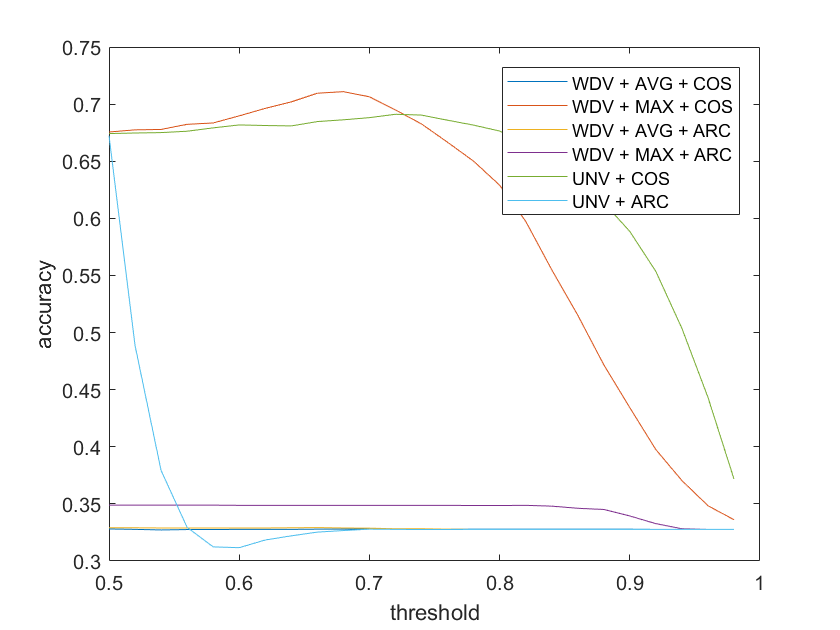 0.75
0.7
0.65
0.6
0.55
0.5
0.45
0.4
0.35
0.3
accuracy
WDV + AVG + COS
WDV + MAX + COS
WDV + AVG + ARC
WDV + MAX + ARC
UNV + COS
UNV + ARC
0.5 0.6 0.7 0.8 0.9 1
threshold